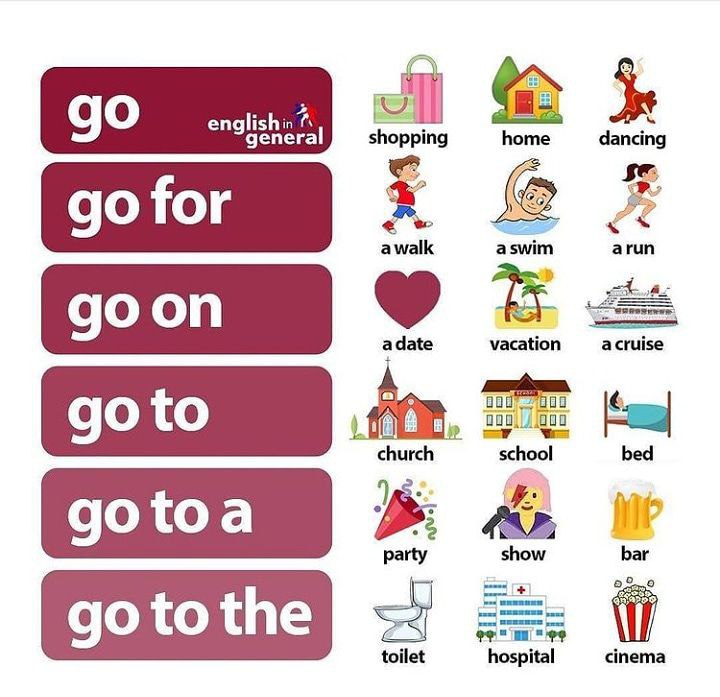 go
english in
general
shopping home dancing
go for
a walk a swim a run
go on
a date vacation a cruise
go to
SCHOOL
church school bed
go to a
party show bar
go to the
toilet hospital cinema